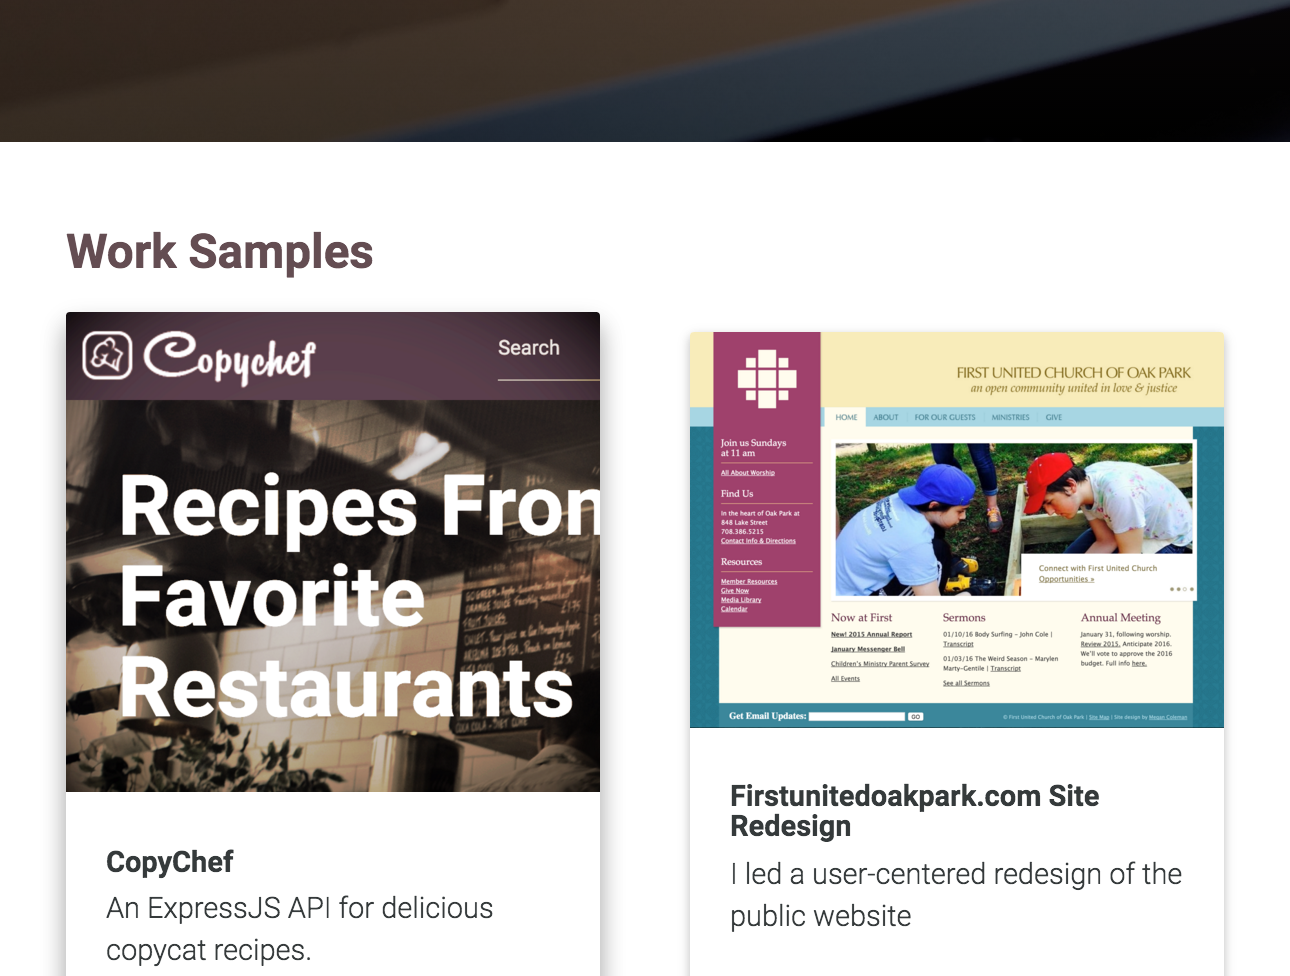 Work Samples
Copychef
Search
Recipes From
Favorite
Restaurants
CopyChef
An ExpressJS API for delicious
copycat recipes.
FIRST UNITED CHURCH OF OAK PARK
an open community united in love & justice
HOME ABOUT FOR OUR GUESTS MINISTRIES GIVE
Join us Sundays
at 11 am
All About Worship
Find Us
In the heart of Oak Park at
848 Lake Street
708.386.5215
Contact Info & Directions
Resources
Member Resources
Give Now
Media Library
Calendar
Connect with First United Church
Opportunities »
Now at First
New! 2015 Annual Report
January Messenger Bell
Children's Ministry Parent Survey
All Events
Sermons
01/10/16 Body Surfing – John Cole |
Transcript
01/03/16 The Weird Season – Marylen
Marty-Gentile | Transcript
See all Sermons
Annual Meeting
January 31, following worship.
Review 2015, Anticipate 2016.
We'll vote to approve the 2016
budget. Full info here.
Get Email Updates: GO
© First United Church of Oak Park | Site Map | Site design by Megan Coleman
Firstunitedoakpark.com Site
Redesign
I led a user-centered redesign of the
public website